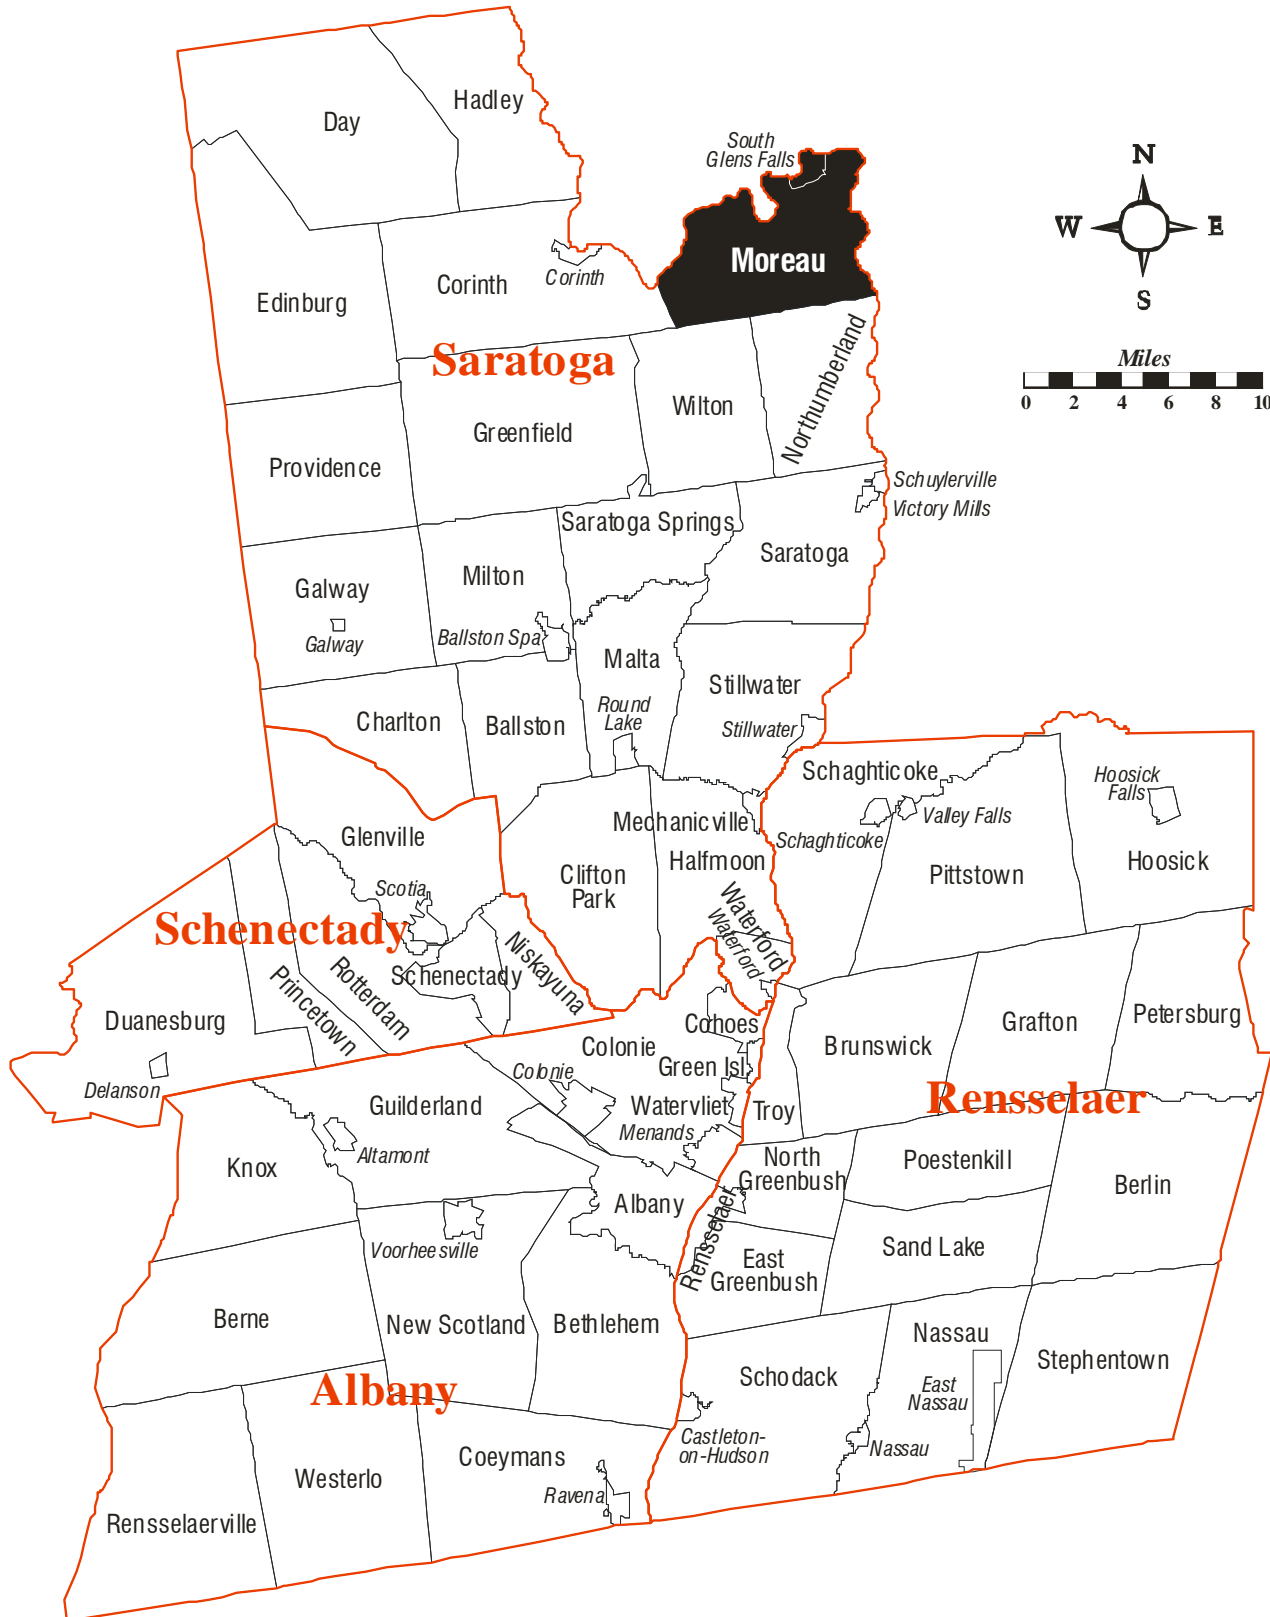 Hadley
Day
South
Glens Falls
N
W
E
S
Moreau
Corinth
Corinth
Edinburg
Saratoga
Northumberland
Miles
0 2 4 6 8 10
Wilton
Greenfield
Providence
Schuylerville
Victory Mills
Saratoga Springs
Saratoga
Milton
Galway
Galway
Ballston Spa
Malta
Stillwater
Round
Lake
Stillwater
Charlton
Ballston
Schaghticoke
Hoosick
Falls
Mechanicville
Schaghticoke
Valley Falls
Glenville
Halfmoon
Hoosick
Clifton
Park
Pittstown
Scotia
Waterford
Waterford
Schenectady
Niskayuna
Schenectady
Rotterdam
Princetown
Duanesburg
Cohoes
Grafton
Petersburg
Colonie
Brunswick
Green Isl
Colonie
Delanson
Rensselaer
Guilderland
Watervliet
Troy
Menands
Altamont
North
Greenbush
Poestenkill
Knox
Berlin
Albany
Rensselaer
Voorheesville
Sand Lake
East
Greenbush
Berne
New Scotland
Bethlehem
Nassau
Stephentown
Schodack
Albany
East
Nassau
Castleton-
on-Hudson
Nassau
Coeymans
Westerlo
Ravena
Rensselaerville